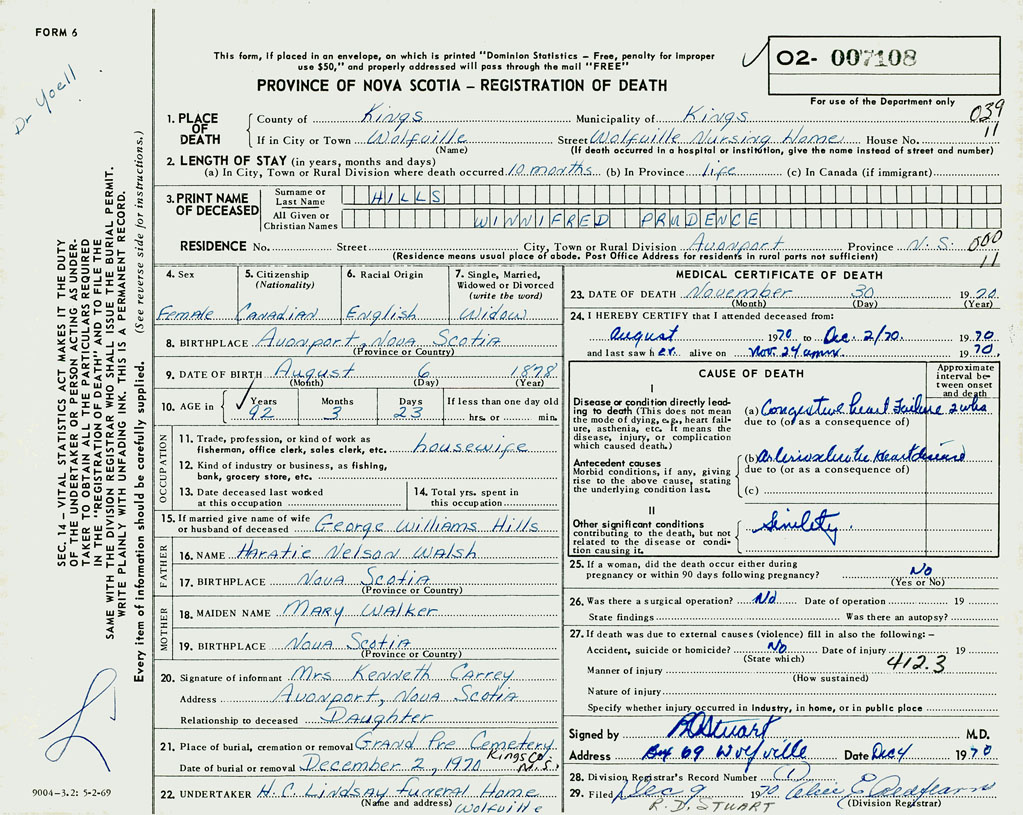 FORM 6
Dr Yoell
This form, if placed in an envelope, on which is printed "Dominion Statistics – Free, penalty for improper
use $50," and properly addressed will pass through the mail "FREE"
02- 007108
For use of the Department only
PROVINCE OF NOVA SCOTIA – REGISTRATION OF DEATH
039
11
1. PLACE OF DEATH County of Kings Municipality of Kings
If in City or Town Wolfville Street Wolfville Nursing Home House No.
(Name) (If death occurred in a hospital or institution, give the name instead of street and number)
2. LENGTH OF STAY (in years, months and days)
(a) In City, Town or Rural Division where death occurred 10 months (b) In Province life (c) In Canada (if immigrant)
3. PRINT NAME OF DECEASED Surname or Last Name HILLS
All Given or Christian Names WINNIFRED PRUDENCE
RESIDENCE No. Street City, Town or Rural Division Avonport Province N.S. 000
11
(Residence means usual place of abode. Post Office Address for residents in rural parts not sufficient)
4. Sex 5. Citizenship (Nationality) 6. Racial Origin 7. Single, Married, Widowed or Divorced (write the word)
Female Canadian English Widow
8. BIRTHPLACE Avonport, Nova Scotia
(Province or Country)
9. DATE OF BIRTH August 6 1878
(Month) (Day) (Year)
10. AGE in Years Months Days If less than one day old
92 3 23 hrs. or min.
OCCUPATION
11. Trade, profession, or kind of work as
fisherman, office clerk, sales clerk, etc. housewife
12. Kind of industry or business, as fishing,
bank, grocery store, etc.
13. Date deceased last worked at this occupation 14. Total yrs. spent in this occupation
15. If married give name of wife
or husband of deceased George Williams Hills
FATHER
16. NAME Haratie Nelson Walsh
17. BIRTHPLACE Nova Scotia
(Province or Country)
MOTHER
18. MAIDEN NAME Mary Walker
19. BIRTHPLACE Nova Scotia
(Province or Country)
20. Signature of informant Mrs Kenneth Carrey
Address Avonport, Nova Scotia
Relationship to deceased Daughter
21. Place of burial, cremation or removal Grand Pre Cemetery
Kings Co. N.S.
Date of burial or removal December 2, 1970
22. UNDERTAKER H.C. Lindsay Funeral Home
(Name and address) Wolfville
MEDICAL CERTIFICATE OF DEATH
23. DATE OF DEATH November 30 1970
(Month) (Day) (Year)
24. I HEREBY CERTIFY that I attended deceased from:
August 1970 to Dec. 2/70. 1970
and last saw her alive on Nov. 24 1970.
CAUSE OF DEATH
Approximate interval between onset and death
I
Disease or condition directly leading
to death (This does not mean
the mode of dying, e.g., heart failure,
asthenia, etc. It means the
disease, injury, or complication
which caused death.)
(a) Congestive heart Failure 2 wks
due to (or as a consequence of)
Antecedent causes
Morbid conditions, if any, giving
rise to the above cause, stating
the underlying condition last.
(b) Arteriosclerotic Heart disease
due to (or as a consequence of)
(c)
II
Other significant conditions
contributing to the death, but not
related to the disease or condition
causing it.
Senility.
25. If a woman, did the death occur either during
pregnancy or within 90 days following pregnancy? No
(Yes or No)
26. Was there a surgical operation? No Date of operation 19
State findings Was there an autopsy?
27. If death was due to external causes (violence) fill in also the following: –
Accident, suicide or homicide? No Date of injury 19
(State which) 412.3
Manner of injury
(How sustained)
Nature of injury
Specify whether injury occurred in industry, in home, or in public place
Signed by RDStuart M.D.
Address Box 69 Wolfville Date Dec 4 1970
28. Division Registrar's Record Number (1)
29. Filed Dec 9 1970
R.D. STUART (Division Registrar)
SEC. 14 – VITAL STATISTICS ACT MAKES IT THE DUTY
OF THE UNDERTAKER OR PERSON ACTING AS UNDERTAKER
TO OBTAIN ALL THE PARTICULARS REQUIRED
IN THE "REGISTRATION OF DEATH" AND TO FILE THE
SAME WITH THE DIVISION REGISTRAR WHO SHALL ISSUE THE BURIAL PERMIT.
WRITE PLAINLY WITH UNFADING INK. THIS IS A PERMANENT RECORD.
Every item of information should be carefully supplied. (See reverse side for instructions.)
9004–3.2: 5-2-69